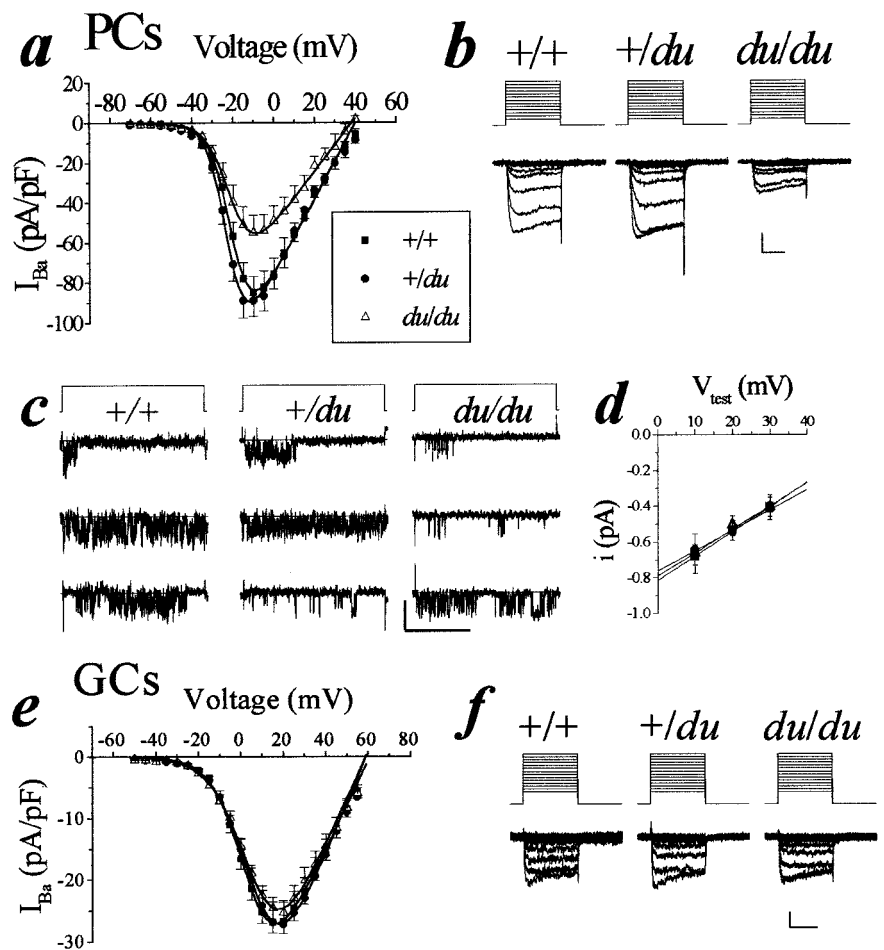 a PCs
Voltage (mV)
-80 -60 -40 -20 0 20 40 60
20
0
-20
-40
-60
-80
-100
I_Ba (pA/pF)
+/+
+/du
du/du
b
+/+ +/du du/du
c
+/+ +/du du/du
d
V_test (mV)
0 20 40
0.0
-0.2
-0.4
-0.6
-0.8
-1.0
i (pA)
e GCs
Voltage (mV)
-60 -40 -20 0 20 40 60 80
0
-10
-20
-30
I_Ba (pA/pF)
f
+/+ +/du du/du